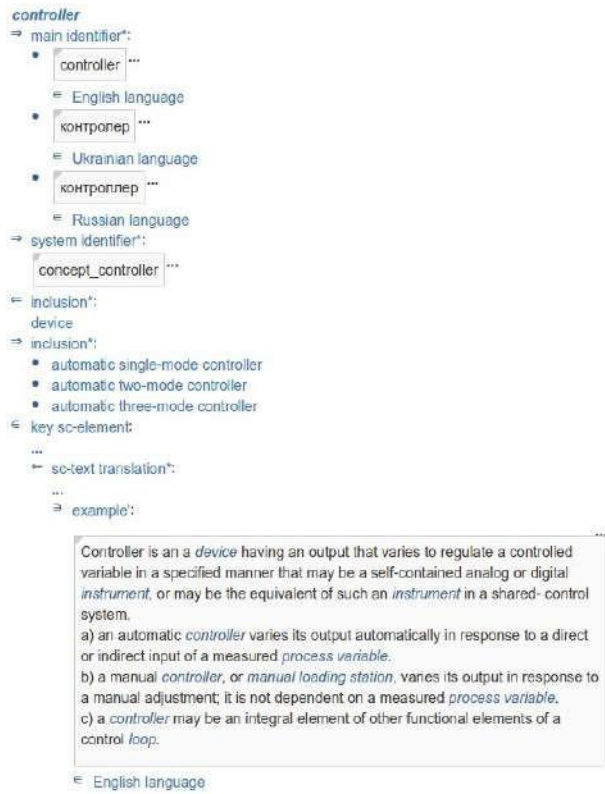 controller
⇒ main identifier*:
• controller ...
∈ English language
• контролер ...
∈ Ukrainian language
• контроллер ...
∈ Russian language
⇒ system identifier*:
concept_controller ...
⇐ inclusion*:
device
⇒ inclusion*:
• automatic single-mode controller
• automatic two-mode controller
• automatic three-mode controller
∈ key sc-element':
...
⇐ sc-text translation*:
...
∋ example':
...
Controller is an a device having an output that varies to regulate a controlled
variable in a specified manner that may be a self-contained analog or digital
instrument, or may be the equivalent of such an instrument in a shared- control
system.
a) an automatic controller varies its output automatically in response to a direct
or indirect input of a measured process variable.
b) a manual controller, or manual loading station, varies its output in response to
a manual adjustment; it is not dependent on a measured process variable.
c) a controller may be an integral element of other functional elements of a
control loop.
∈ English language